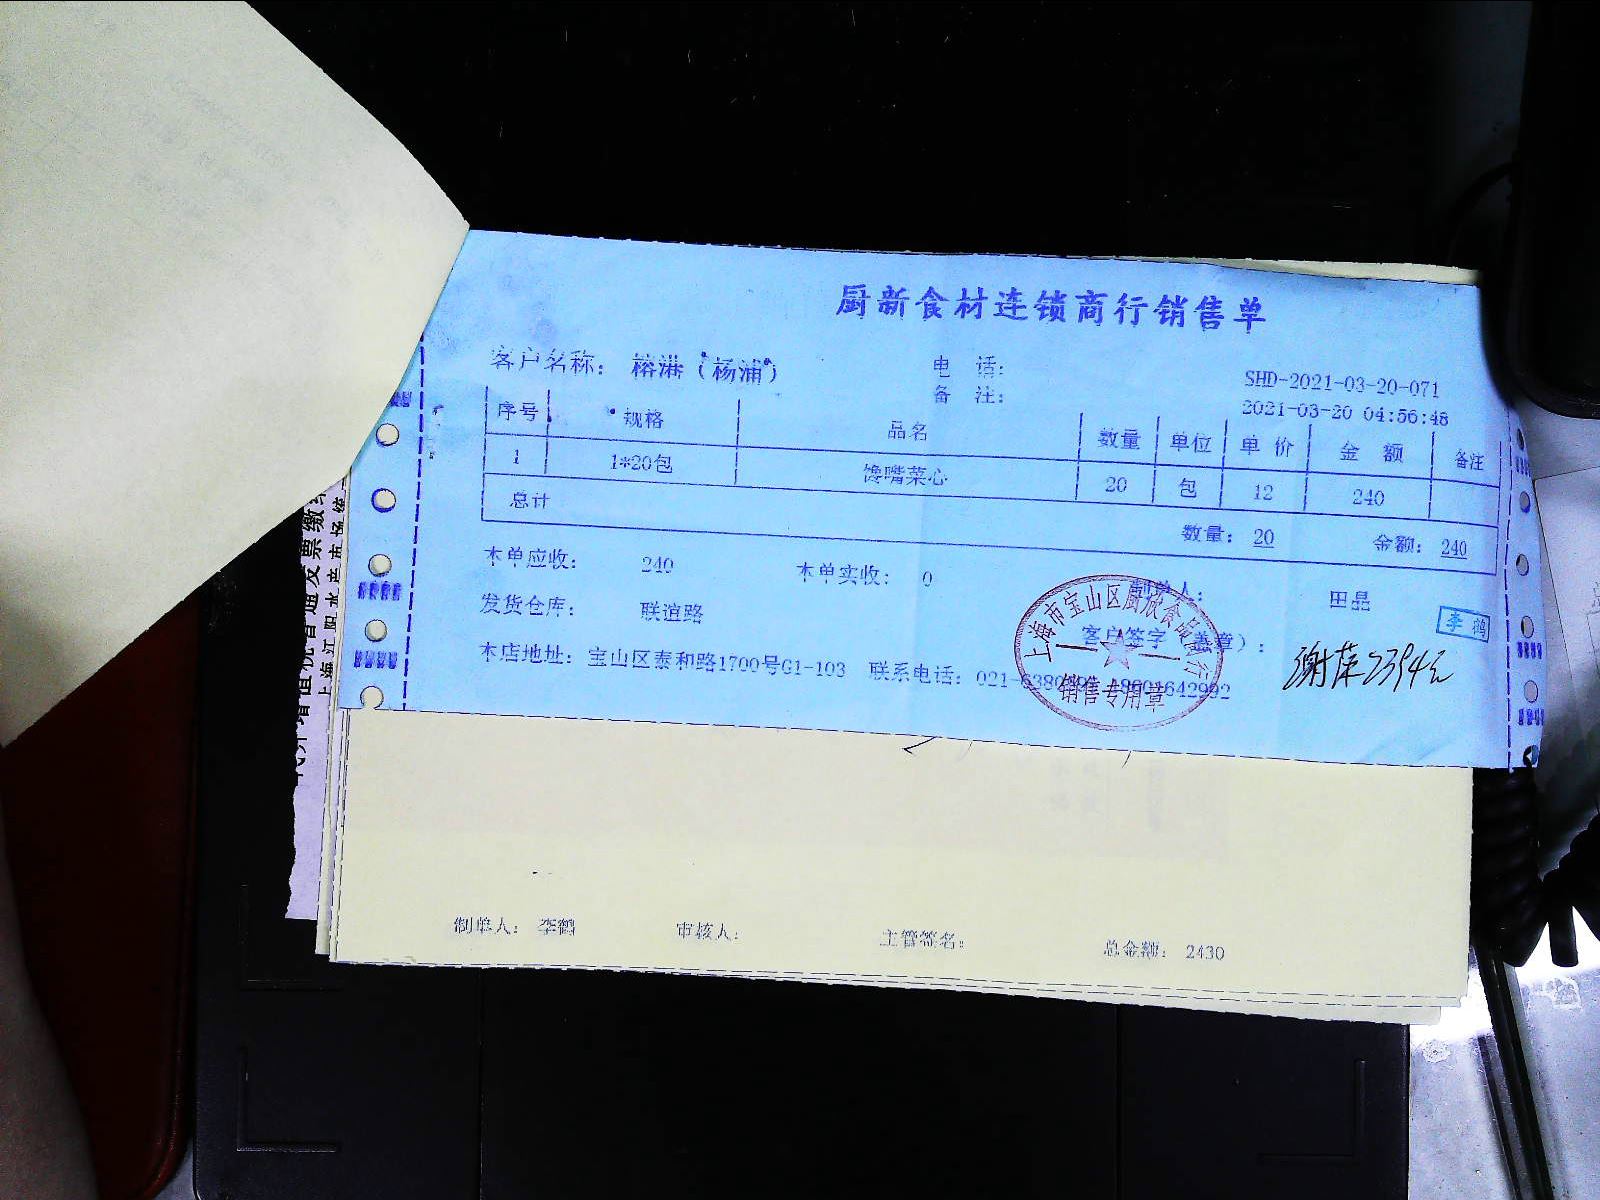 厨新食材连锁商行销售单
客户名称: 榕港（杨浦）
电 话:
备 注:
SHD-2021-03-20-071
2021-03-20 04:56:48
序号 规格 品名 数量 单位 单 价 金 额 备注
1 1*20包 馋嘴菜心 20 包 12 240
总计 数量: 20 金额: 240
本单应收: 240 本单实收: 0 制单人: 田晶
发货仓库: 联谊路 客户签字（盖章）:
李鹤
本店地址: 宝山区泰和路1700号G1-103 联系电话: 021-6380 18601642992
上海市宝山区厨欣食品商行
销售专用章
制单人: 李鹤 审核人: 主管签名: 总金额: 2430